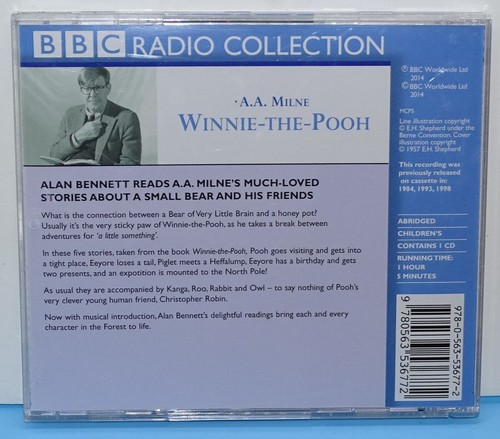 BBC RADIO COLLECTION
· A.A. MILNE
WINNIE-THE-POOH
ALAN BENNETT READS A.A. MILNE'S MUCH-LOVED
STORIES ABOUT A SMALL BEAR AND HIS FRIENDS
What is the connection between a Bear of Very Little Brain and a honey pot?
Usually it's the very sticky paw of Winnie-the-Pooh, as he takes a break between
adventures for 'a little something'.
In these five stories, taken from the book Winnie-the-Pooh, Pooh goes visiting and gets into
a tight place, Eeyore loses a tail, Piglet meets a Heffalump, Eeyore has a birthday and gets
two presents, and an expotition is mounted to the North Pole!
As usual they are accompanied by Kanga, Roo, Rabbit and Owl – to say nothing of Pooh's
very clever young human friend, Christopher Robin.
Now with musical introduction, Alan Bennett's delightful readings bring each and every
character in the Forest to life.
℗ BBC Worldwide Ltd
2014
© BBC Worldwide Ltd
2014
MCPS
Line illustration copyright
© E.H. Shepherd under the
Berne Convention. Cover
illustration copyright
© 1957 E.H. Shepherd
This recording was
previously released
on cassette in:
1984, 1993, 1998
ABRIDGED
CHILDREN'S
CONTAINS 1 CD
RUNNING TIME:
1 HOUR
5 MINUTES
978-0-563-53677-2
9 780563 536772